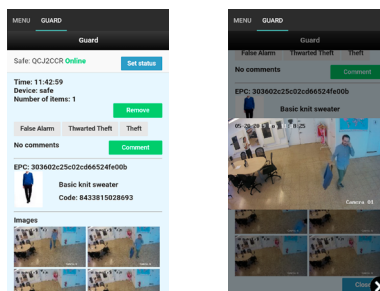 MENU GUARD
Guard
Safe: QCJ2CCR Online
Set status
Time: 11:42:59
Device: safe
Number of items: 1
Remove
False Alarm Thwarted Theft Theft
No comments
Comment
EPC: 303602c25c02cd66524fe00b
Basic knit sweater
Code: 8433815028693
Images
MENU GUARD
Guard
False Alarm Thwarted Theft Theft
No comments
Comment
EPC: 303602c25c02cd66524fe00b
Basic knit sweater
Camera 01